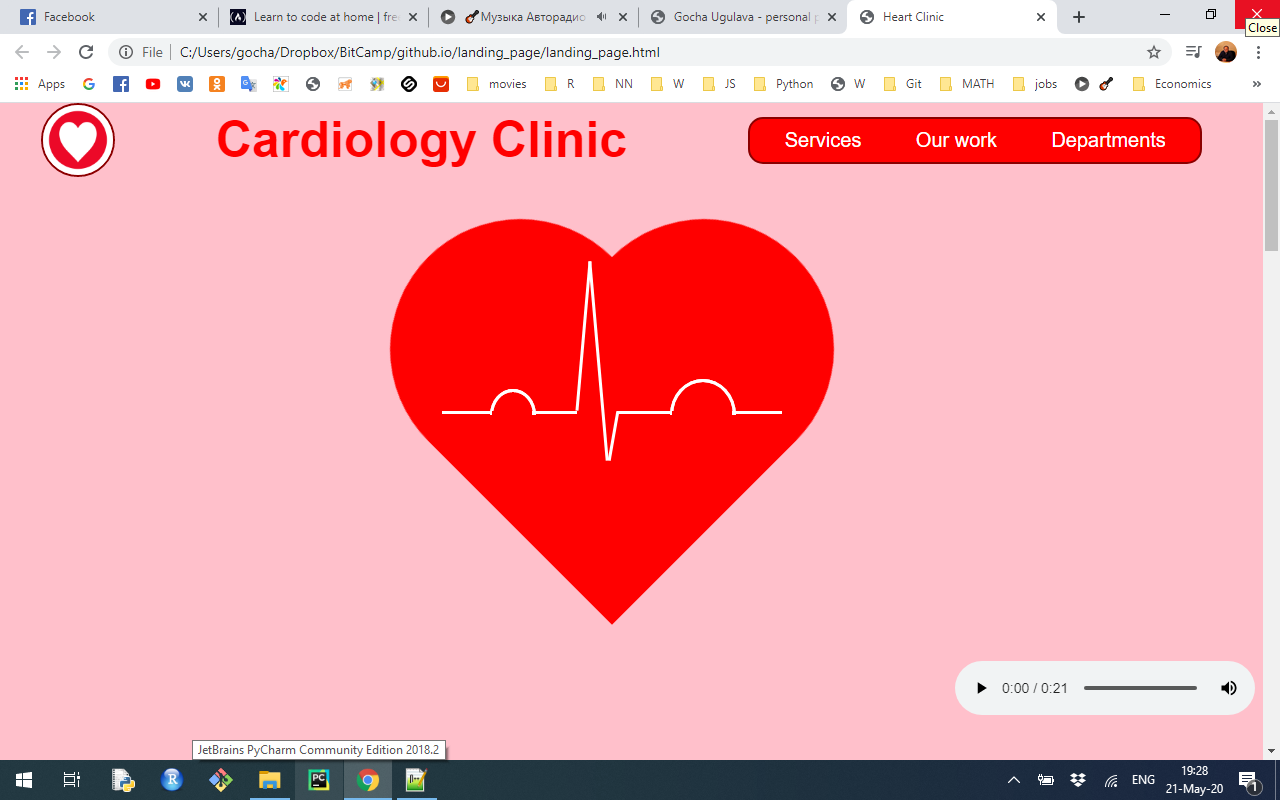 Facebook
Learn to code at home | fre
Музыка Авторадио
Gocha Ugulava - personal p
Heart Clinic
Close
File
C:/Users/gocha/Dropbox/BitCamp/github.io/landing_page/landing_page.html
Apps
movies
R
NN
W
JS
Python
W
Git
MATH
jobs
Economics
Cardiology Clinic
Services
Our work
Departments
0:00 / 0:21
JetBrains PyCharm Community Edition 2018.2
ENG
19:28
21-May-20
1